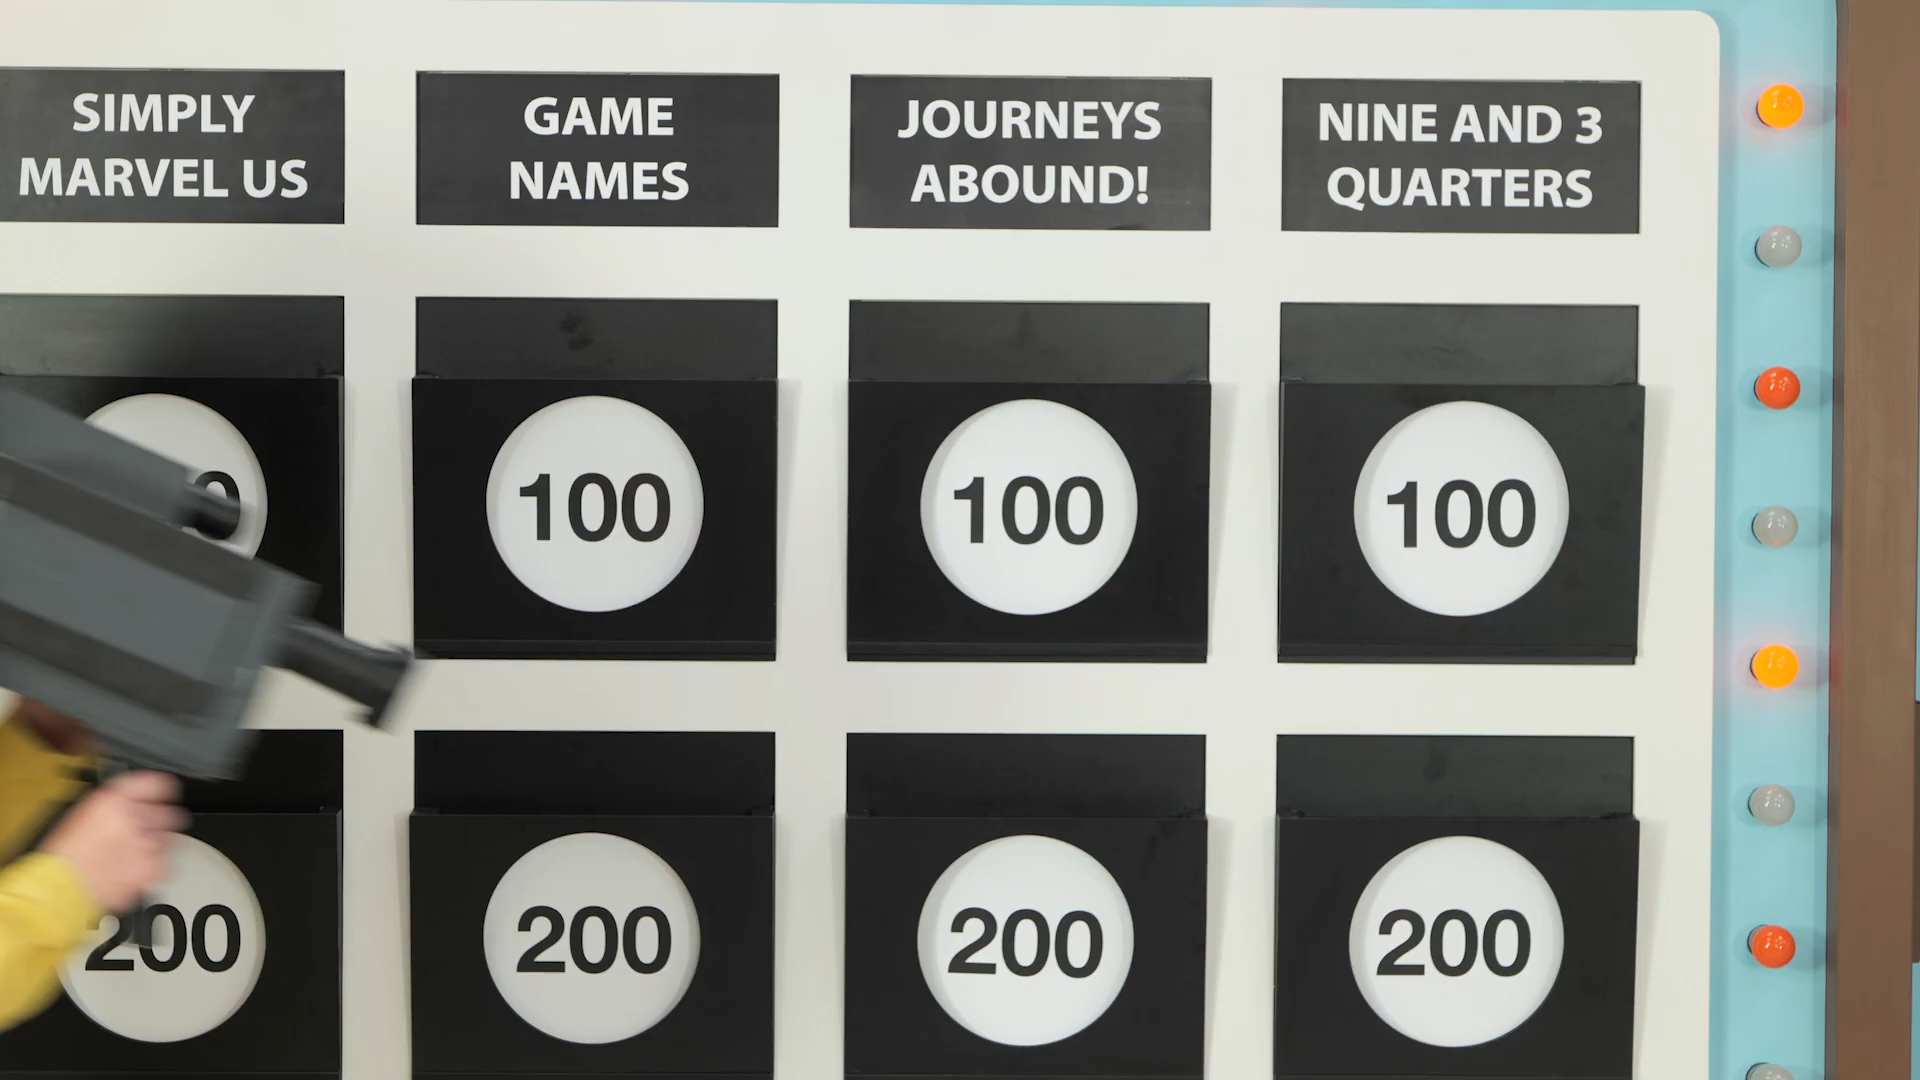 SIMPLY
MARVEL US
GAME
NAMES
JOURNEYS
ABOUND!
NINE AND 3
QUARTERS
100
100
100
200
200
200
200